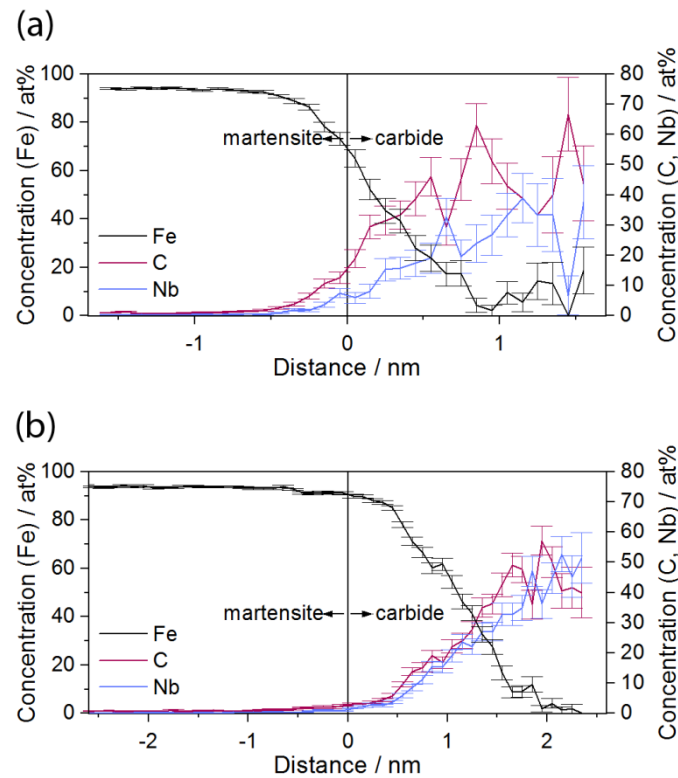 (a)
Concentration (Fe) / at%
100
80
60
40
20
0
martensite
carbide
Fe
C
Nb
80
70
60
50
40
30
20
10
0
Concentration (C, Nb) / at%
-1
0
1
Distance / nm
(b)
Concentration (Fe) / at%
100
80
60
40
20
0
martensite
carbide
Fe
C
Nb
80
70
60
50
40
30
20
10
0
Concentration (C, Nb) / at%
-2
-1
0
1
2
Distance / nm